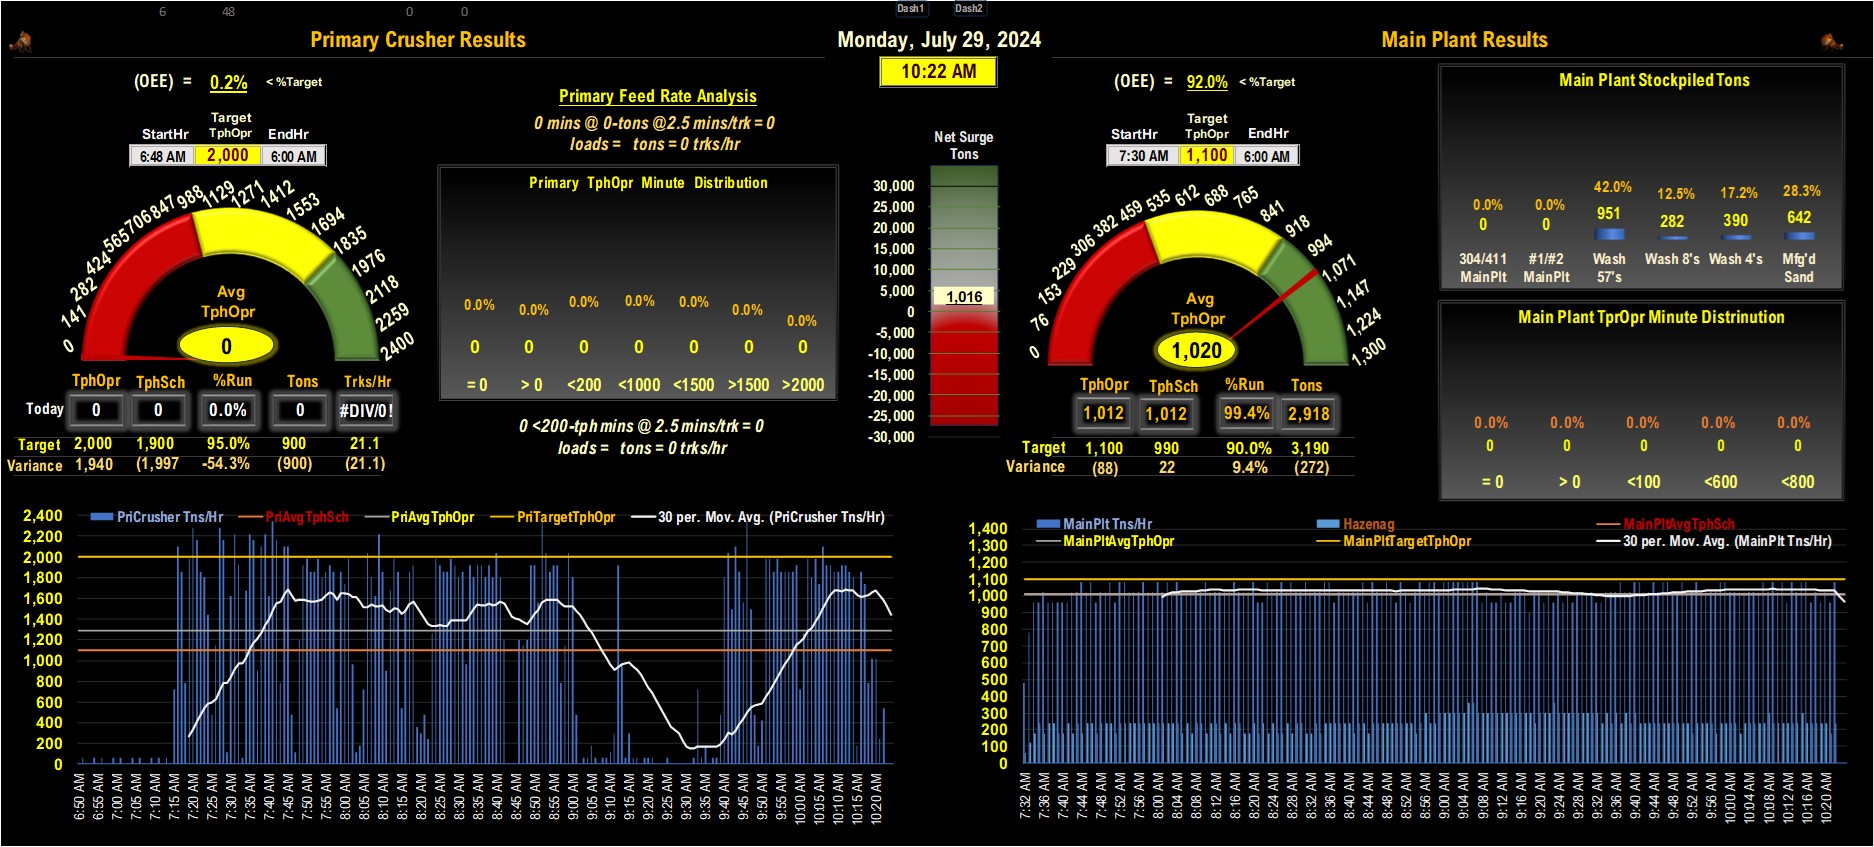 6 48 0 0 Dash1 Dash2
Primary Crusher Results
Monday, July 29, 2024
Main Plant Results
10:22 AM
(OEE) = 0.2% < %Target
Target
StartHr TphOpr EndHr
6:48 AM 2,000 6:00 AM
0 141 282 424 565 706 847 988 1129 1271 1412 1553 1694 1835 1976 2118 2259 2400
Avg
TphOpr
0
TphOpr TphSch %Run Tons Trks/Hr
Today 0 0 0.0% 0 #DIV/0!
Target 2,000 1,900 95.0% 900 21.1
Variance 1,940 (1,997 -54.3% (900) (21.1)
Primary Feed Rate Analysis
0 mins @ 0-tons @2.5 mins/trk = 0
loads = tons = 0 trks/hr
Primary TphOpr Minute Distribution
0.0% 0.0% 0.0% 0.0% 0.0% 0.0% 0.0%
0 0 0 0 0 0 0
= 0 > 0 <200 <1000 <1500 >1500 >2000
0 <200-tph mins @ 2.5 mins/trk = 0
loads = tons = 0 trks/hr
Net Surge
Tons
30,000
25,000
20,000
15,000
10,000
5,000
1,016
0
-5,000
-10,000
-15,000
-20,000
-25,000
-30,000
(OEE) = 92.0% < %Target
Target
StartHr TphOpr EndHr
7:30 AM 1,100 6:00 AM
0 76 153 229 306 382 459 535 612 688 765 841 918 994 1,071 1,147 1,224 1,300
Avg
TphOpr
1,020
TphOpr TphSch %Run Tons
1,012 1,012 99.4% 2,918
Target 1,100 990 90.0% 3,190
Variance (88) 22 9.4% (272)
Main Plant Stockpiled Tons
0.0% 0.0% 42.0% 12.5% 17.2% 28.3%
0 0 951 282 390 642
304/411 #1/#2 Wash Wash 8's Wash 4's Mfg'd
MainPlt MainPlt 57's Sand
Main Plant TprOpr Minute Distrinution
0.0% 0.0% 0.0% 0.0% 0.0%
0 0 0 0 0
= 0 > 0 <100 <600 <800
PriCrusher Tns/Hr PriAvgTphSch PriAvgTphOpr PriTargetTphOpr 30 per. Mov. Avg. (PriCrusher Tns/Hr)
2,400
2,200
2,000
1,800
1,600
1,400
1,200
1,000
800
600
400
200
0
6:50 AM 6:55 AM 7:00 AM 7:05 AM 7:10 AM 7:15 AM 7:20 AM 7:25 AM 7:30 AM 7:35 AM 7:40 AM 7:45 AM 7:50 AM 7:55 AM 8:00 AM 8:05 AM 8:10 AM 8:15 AM 8:20 AM 8:25 AM 8:30 AM 8:35 AM 8:40 AM 8:45 AM 8:50 AM 8:55 AM 9:00 AM 9:05 AM 9:10 AM 9:15 AM 9:20 AM 9:25 AM 9:30 AM 9:35 AM 9:40 AM 9:45 AM 9:50 AM 9:55 AM 10:00 AM 10:05 AM 10:10 AM 10:15 AM 10:20 AM
MainPlt Tns/Hr Hazenag MainPltAvgTphSch
MainPltAvgTphOpr MainPltTargetTphOpr 30 per. Mov. Avg. (MainPlt Tns/Hr)
1,400
1,300
1,200
1,100
1,000
900
800
700
600
500
400
300
200
100
0
7:32 AM 7:36 AM 7:40 AM 7:44 AM 7:48 AM 7:52 AM 7:56 AM 8:00 AM 8:04 AM 8:08 AM 8:12 AM 8:16 AM 8:20 AM 8:24 AM 8:28 AM 8:32 AM 8:36 AM 8:40 AM 8:44 AM 8:48 AM 8:52 AM 8:56 AM 9:00 AM 9:04 AM 9:08 AM 9:12 AM 9:16 AM 9:20 AM 9:24 AM 9:28 AM 9:32 AM 9:36 AM 9:40 AM 9:44 AM 9:48 AM 9:52 AM 9:56 AM 10:00 AM 10:04 AM 10:08 AM 10:12 AM 10:16 AM 10:20 AM